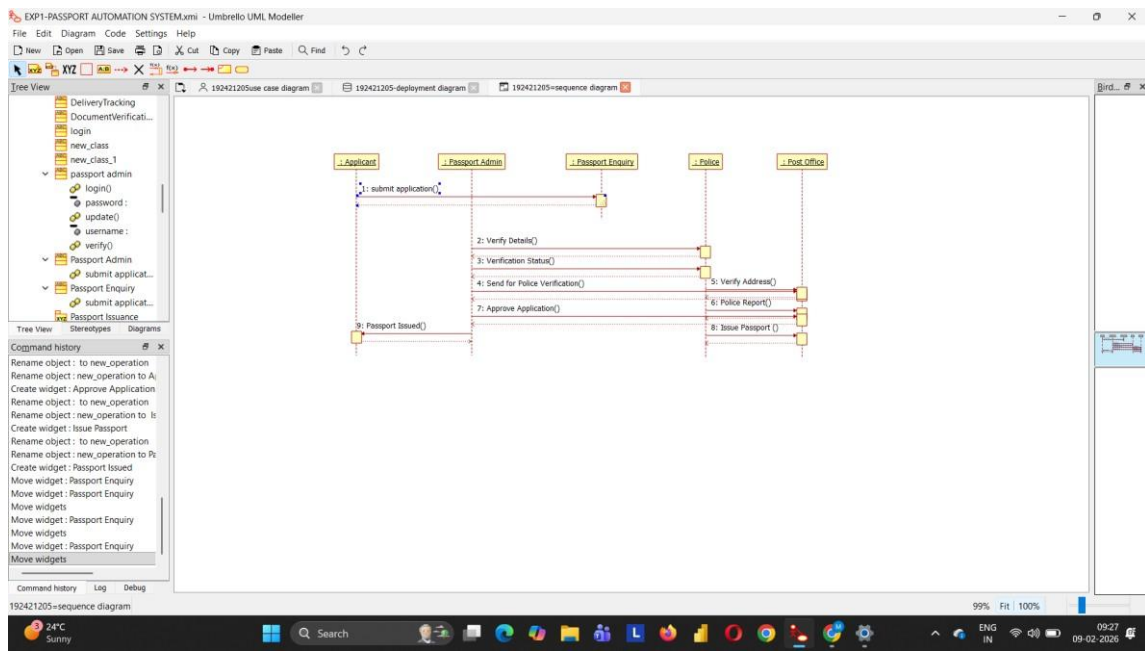 EXP1-PASSPORT AUTOMATION SYSTEM.xmi - Umbrello UML Modeller
File Edit Diagram Code Settings Help
New Open Save Cut Copy Paste Find
XYZ
Tree View
192421205use case diagram
192421205-deployment diagram
192421205=sequence diagram
Bird...
DeliveryTracking
DocumentVerificati...
login
new_class
new_class_1
passport admin
login()
password :
update()
username :
verify()
Passport Admin
submit applicat...
Passport Enquiry
submit applicat...
Passport Issuance
Tree View Stereotypes Diagrams
: Applicant
: Passport Admin
: Passport Enquiry
: Police
: Post Office
1: submit application()
2: Verify Details()
3: Verification Status()
4: Send for Police Verification()
5: Verify Address()
6: Police Report()
7: Approve Application()
8: Issue Passport ()
9: Passport Issued()
Command history
Rename object : to new_operation
Rename object : new_operation to A
Create widget : Approve Application
Rename object : to new_operation
Rename object : new_operation to Is
Create widget : Issue Passport
Rename object : to new_operation
Rename object : new_operation to Pa
Create widget : Passport Issued
Move widget : Passport Enquiry
Move widget : Passport Enquiry
Move widgets
Move widget : Passport Enquiry
Move widgets
Move widget : Passport Enquiry
Move widgets
Command history Log Debug
192421205=sequence diagram
99% Fit 100%
3
24°C
Sunny
Search
L
ENG
IN
09:27
09-02-2026